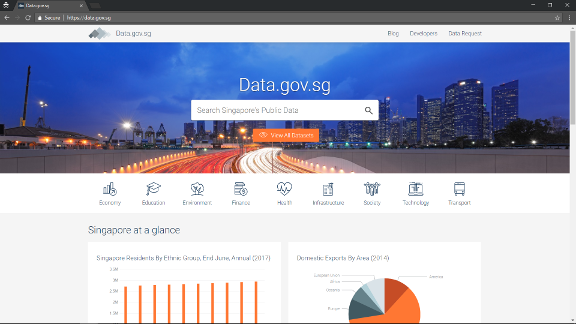 Data.gov.sg
Secure | https://data.gov.sg
Data.gov.sg
Blog Developers Data Request
Data.gov.sg
Search Singapore's Public Data
View All Datasets
Economy Education Environment Finance Health Infrastructure Society Technology Transport
Singapore at a glance
Singapore Residents By Ethnic Group, End June, Annual (2017)
Domestic Exports By Area (2014)
3.5M
3M
2.5M
2M
1.5M
1M
European Union
Africa
Oceania
Europe
America